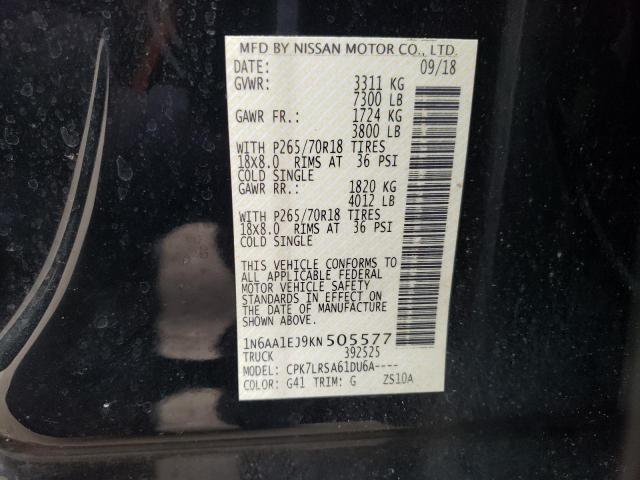 MFD BY NISSAN MOTOR CO., LTD.
DATE: 09/18
GVWR: 3311 KG
7300 LB
GAWR FR.: 1724 KG
3800 LB
WITH P265/70R18 TIRES
18X8.0 RIMS AT 36 PSI
COLD SINGLE
GAWR RR.: 1820 KG
4012 LB
WITH P265/70R18 TIRES
18X8.0 RIMS AT 36 PSI
COLD SINGLE
THIS VEHICLE CONFORMS TO
ALL APPLICABLE FEDERAL
MOTOR VEHICLE SAFETY
STANDARDS IN EFFECT ON
THE DATE OF MANUFACTURE
SHOWN ABOVE.
1N6AA1EJ9KN505577
TRUCK 392525
MODEL: CPK7LRSA61DU6A----
COLOR: G41 TRIM: G ZS10A